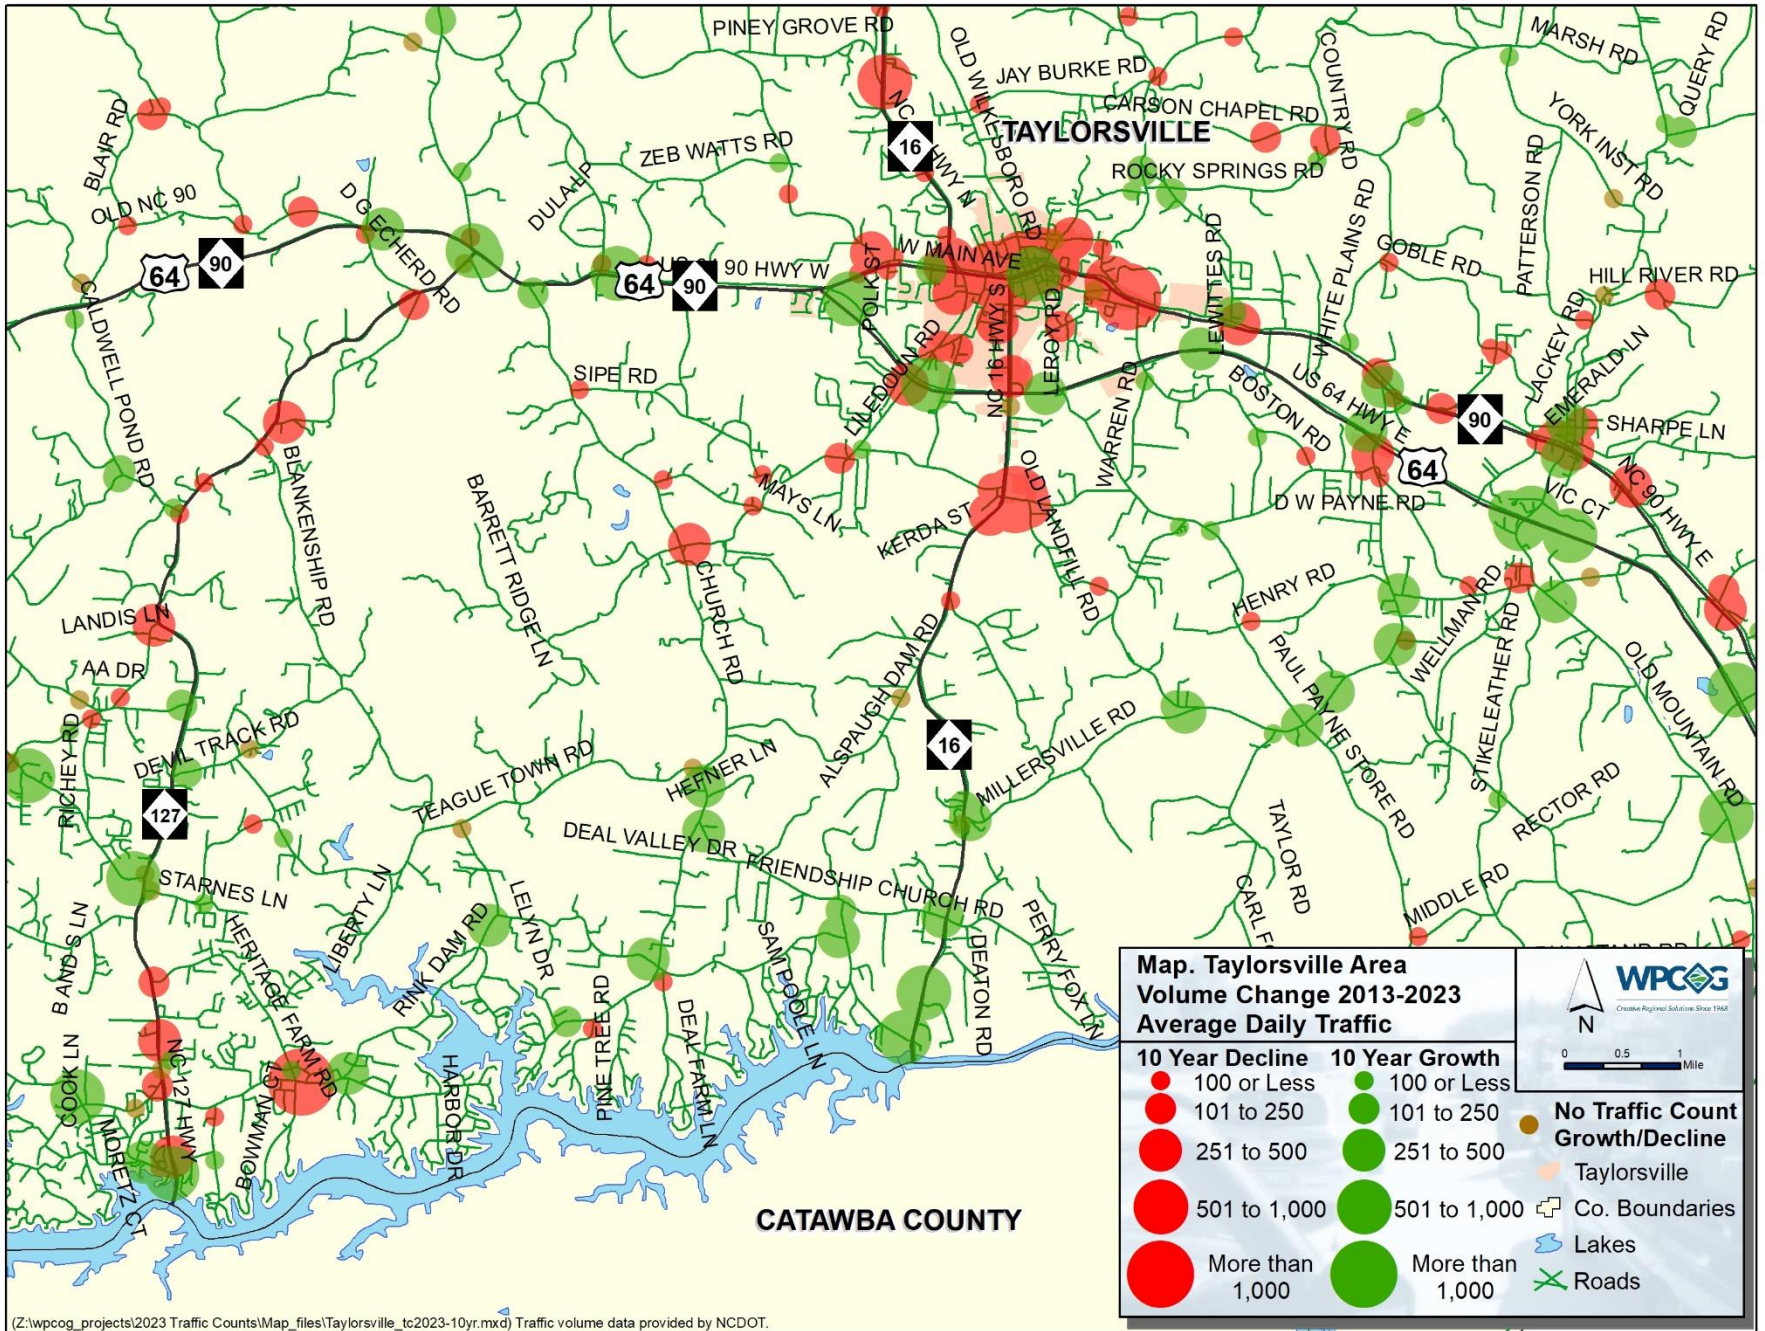 PINEY GROVE RD
OLD WILKESBORO RD
JAY BURKE RD
COUNTRY RD
MARSH RD
QUERY RD
BLAIR RD
ZEB WATTS RD
NC
HWY N
16
CARSON CHAPEL RD
TAYLORSVILLE
YORK INST RD
PATTERSON RD
ROCKY SPRINGS RD
OLD NC 90
D G ECHERD RD
DULA LP
64
90
64
90
90 HWY W
POLK ST
W MAIN AVE
LEWITTES RD
WHITE PLAINS RD
GOBLE RD
HILL RIVER RD
CALDWELL POND RD
NC 16 HWY S
LEROY RD
LACKEY RD
EMERALD LN
SIPE RD
LILEDOUN RD
WARREN RD
BOSTON RD
US 64 HWY E
90
SHARPE LN
64
NC 90 HWY E
BLANKENSHIP RD
BARRETT RIDGE LN
MAYS LN
KERDA ST
OLD LANDFILL RD
D W PAYNE RD
VIC CT
CHURCH RD
HENRY RD
WELLMAN RD
LANDIS LN
AA DR
ALSPAUGH DAM RD
PAUL PAYNE STORE RD
STIKELEATHER RD
OLD MOUNTAIN RD
RICHEY RD
DEVIL TRACK RD
TEAGUE TOWN RD
HEFNER LN
16
MILLERSVILLE RD
127
DEAL VALLEY DR
FRIENDSHIP CHURCH RD
TAYLOR RD
RECTOR RD
STARNES LN
LIBERTY LN
LELYN DR
CARL
MIDDLE RD
B ANDS LN
HERITAGE FARM RD
RINK DAM RD
SAM POOLE LN
DEATON RD
PERRY FOX LN
COOK LN
NC 127 HWY
BOWMAN CT
HARBOR DR
PINE TREE RD
DEAL FARM LN
MORETZ CT
CATAWBA COUNTY
Map. Taylorsville Area
Volume Change 2013-2023
Average Daily Traffic
WPCOG
Creative Regional Solutions Since 1968
N
0 0.5 1
Mile
10 Year Decline 10 Year Growth
100 or Less 100 or Less
101 to 250 101 to 250
251 to 500 251 to 500
501 to 1,000 501 to 1,000
More than More than
1,000 1,000
No Traffic Count
Growth/Decline
Taylorsville
Co. Boundaries
Lakes
Roads
(Z:\wpcog_projects\2023 Traffic Counts\Map_files\Taylorsville_tc2023-10yr.mxd) Traffic volume data provided by NCDOT.